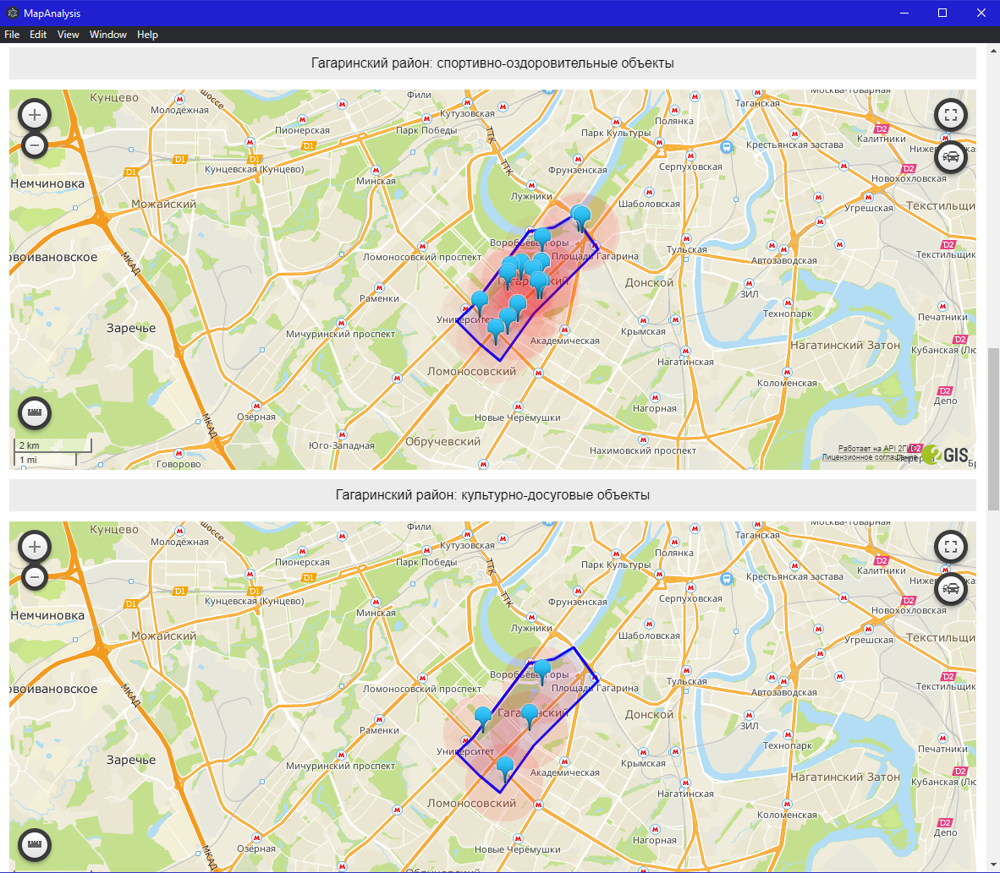 MapAnalysis
File Edit View Window Help
Гагаринский район: спортивно-оздоровительные объекты
Кунцево
шоссе
Фили
Москва-Товарная
Молодёжная
Кутузовская
Таганская
Пионерская
Парк Победы
ТТК
Парк Культуры
Полянка
D2
Калитники
D1
D1
D1
Кунцевская (Кунцево)
Крестьянская застава
Немчиновка
Минская
ТТК
Фрунзенская
Серпуховская
D2
Новохохловская
Можайский
Лужники
Шаболовская
Угрешская
Текстильщи
МКАД
Воробьёвы горы
Тульская
D2
Ломоносовский проспект
Площадь Гагарина
Автозаводская
Текстильщик
Гагаринский
Донской
Раменки
ЗИЛ
Заречье
Университет
Технопарк
Печатники
Мичуринский проспект
Академическая
Крымская
D2
Нагатинский Затон
Кубанская (Лю
Ломоносовский
Нагатинская
Коломенская
D2
Депо
Озёрная
МКАД
Новые Черёмушки
Нагорная
Юго-Западная
Обручевский
Нахимовский проспект
Говорово
2 km
1 mi
Работает на API 2ГИС
D2
Лицензионное соглашение
2GIS
Гагаринский район: культурно-досуговые объекты
Кунцево
шоссе
Фили
Москва-Товарная
Молодёжная
Кутузовская
Таганская
Пионерская
Парк Победы
ТТК
Парк Культуры
Полянка
D2
Калитники
D1
D1
D1
Кунцевская (Кунцево)
Крестьянская застава
Немчиновка
Минская
ТТК
Фрунзенская
Серпуховская
D2
Новохохловская
Можайский
Лужники
Шаболовская
Угрешская
Текстильщи
МКАД
Воробьёвы горы
Тульская
D2
Ломоносовский проспект
Площадь Гагарина
Автозаводская
Текстильщик
Гагаринский
Донской
Раменки
ЗИЛ
Заречье
Университет
Технопарк
Печатники
Мичуринский проспект
Академическая
Крымская
D2
Нагатинский Затон
Кубанская (Лю
Ломоносовский
Нагатинская
Коломенская
D2
Депо
Озёрная
МКАД
Новые Черёмушки
Нагорная